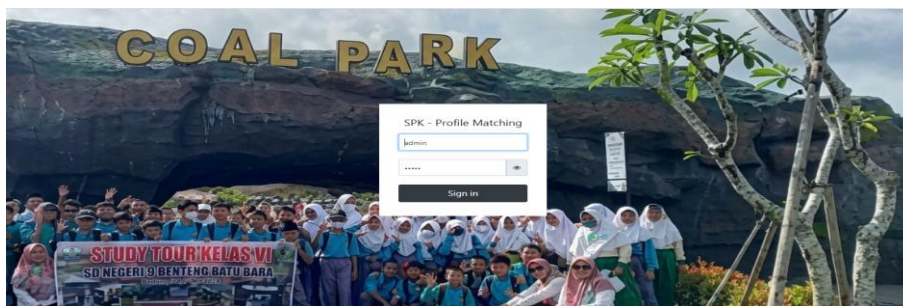 COAL PARK
SPK - Profile Matching
admin
•••••
Sign in
STUDY TOUR KELAS VI
SD NEGERI 9 BENTENG BATU BARA